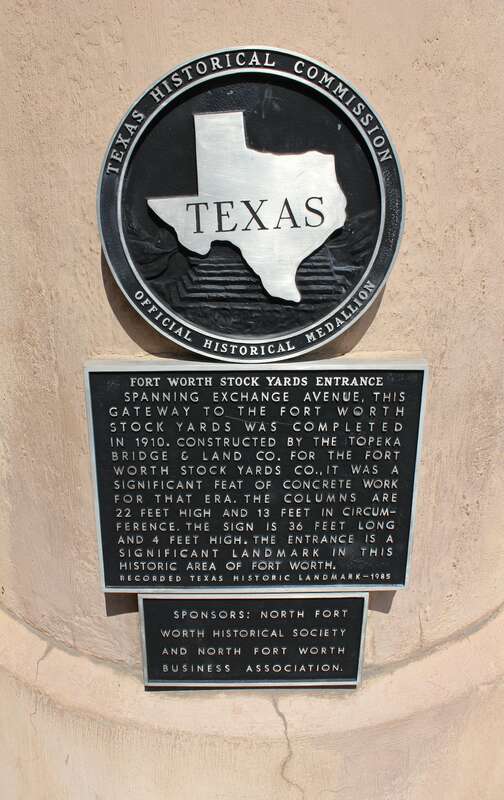 TEXAS HISTORICAL COMMISSION
TEXAS
OFFICIAL HISTORICAL MEDALLION
FORT WORTH STOCK YARDS ENTRANCE
SPANNING EXCHANGE AVENUE, THIS
GATEWAY TO THE FORT WORTH
STOCK YARDS WAS COMPLETED
IN 1910. CONSTRUCTED BY THE TOPEKA
BRIDGE & LAND CO. FOR THE FORT
WORTH STOCK YARDS CO., IT WAS A
SIGNIFICANT FEAT OF CONCRETE WORK
FOR THAT ERA. THE COLUMNS ARE
22 FEET HIGH AND 13 FEET IN CIRCUM-
FERENCE. THE SIGN IS 36 FEET LONG
AND 4 FEET HIGH. THE ENTRANCE IS A
SIGNIFICANT LANDMARK IN THIS
HISTORIC AREA OF FORT WORTH.
RECORDED TEXAS HISTORIC LANDMARK-1985
SPONSORS: NORTH FORT
WORTH HISTORICAL SOCIETY
AND NORTH FORT WORTH
BUSINESS ASSOCIATION.